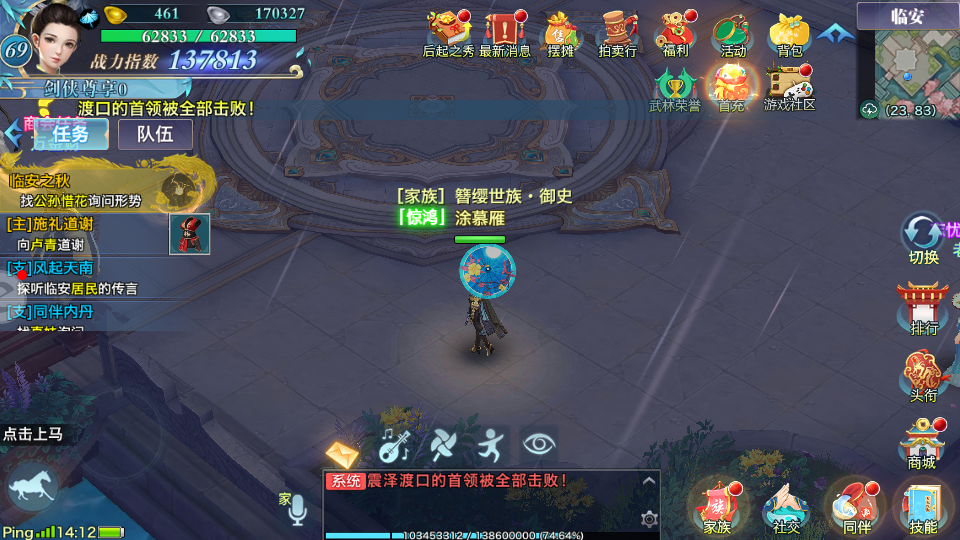 461
170327
62833 / 62833
69
战力指数 137813
剑侠尊享0
后起之秀
最新消息
摆摊
拍卖行
福利
活动
背包
武林荣誉
首充
游戏社区
临安
(23, 83)
渡口的首领被全部击败！
任务
队伍
临安之秋
找公孙惜花询问形势
[主]施礼道谢
向卢青道谢
[支]风起天南
探听临安居民的传言
[支]同伴内丹
[家族] 簪缨世族·御史
「惊鸿」 涂慕雁
切换
排行
头衔
商城
点击上马
家
系统 震泽渡口的首领被全部击败！
103453312 / 138600000 (74.64%)
家族
社交
同伴
技能
Ping 14:12